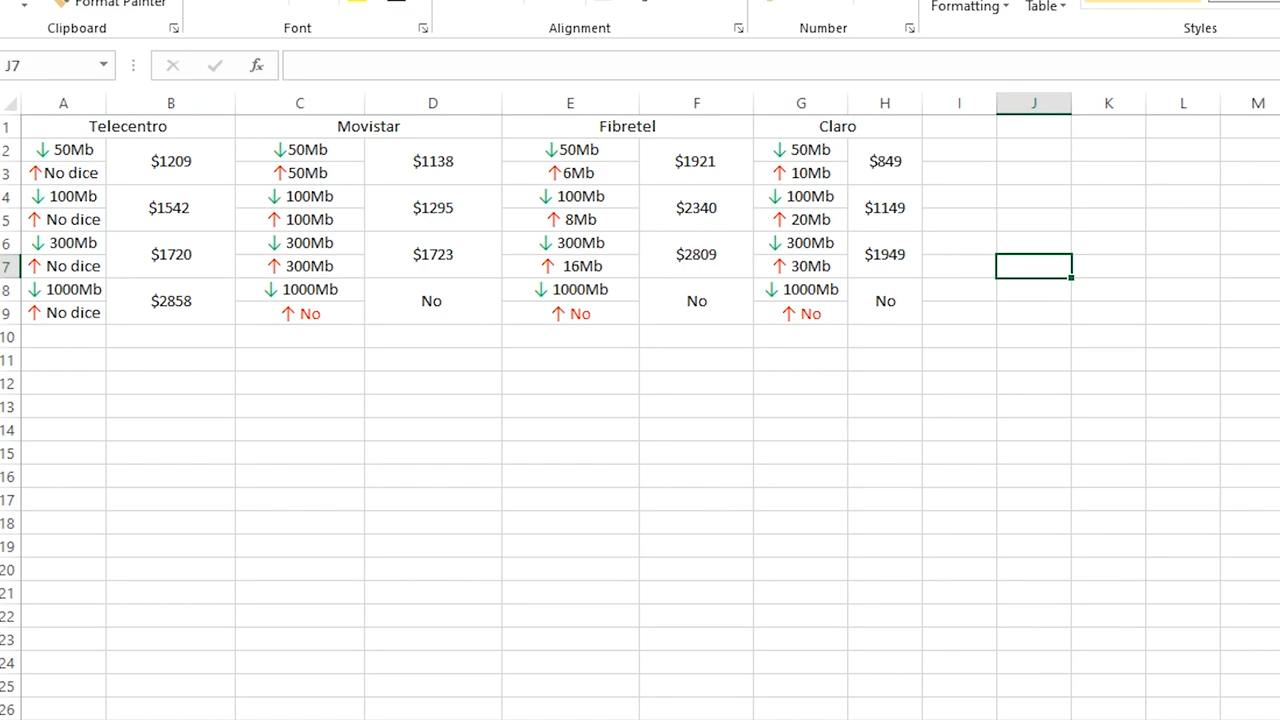 Format Painter
Formatting Table
Clipboard Font Alignment Number Styles
J7 fx
A B C D E F G H I J K L M
1 Telecentro Movistar Fibretel Claro
2 ↓ 50Mb $1209 ↓50Mb $1138 ↓50Mb $1921 ↓ 50Mb $849
3 ↑No dice ↑50Mb ↑6Mb ↑ 10Mb
4 ↓ 100Mb $1542 ↓ 100Mb $1295 ↓ 100Mb $2340 ↓ 100Mb $1149
5 ↑ No dice ↑ 100Mb ↑ 8Mb ↑ 20Mb
6 ↓ 300Mb $1720 ↓ 300Mb $1723 ↓ 300Mb $2809 ↓ 300Mb $1949
7 ↑ No dice ↑ 300Mb ↑ 16Mb ↑ 30Mb
8 ↓ 1000Mb $2858 ↓ 1000Mb No ↓ 1000Mb No ↓ 1000Mb No
9 ↑ No dice ↑ No ↑ No ↑ No
10
11
12
13
14
15
16
17
18
19
20
21
22
23
24
25
26